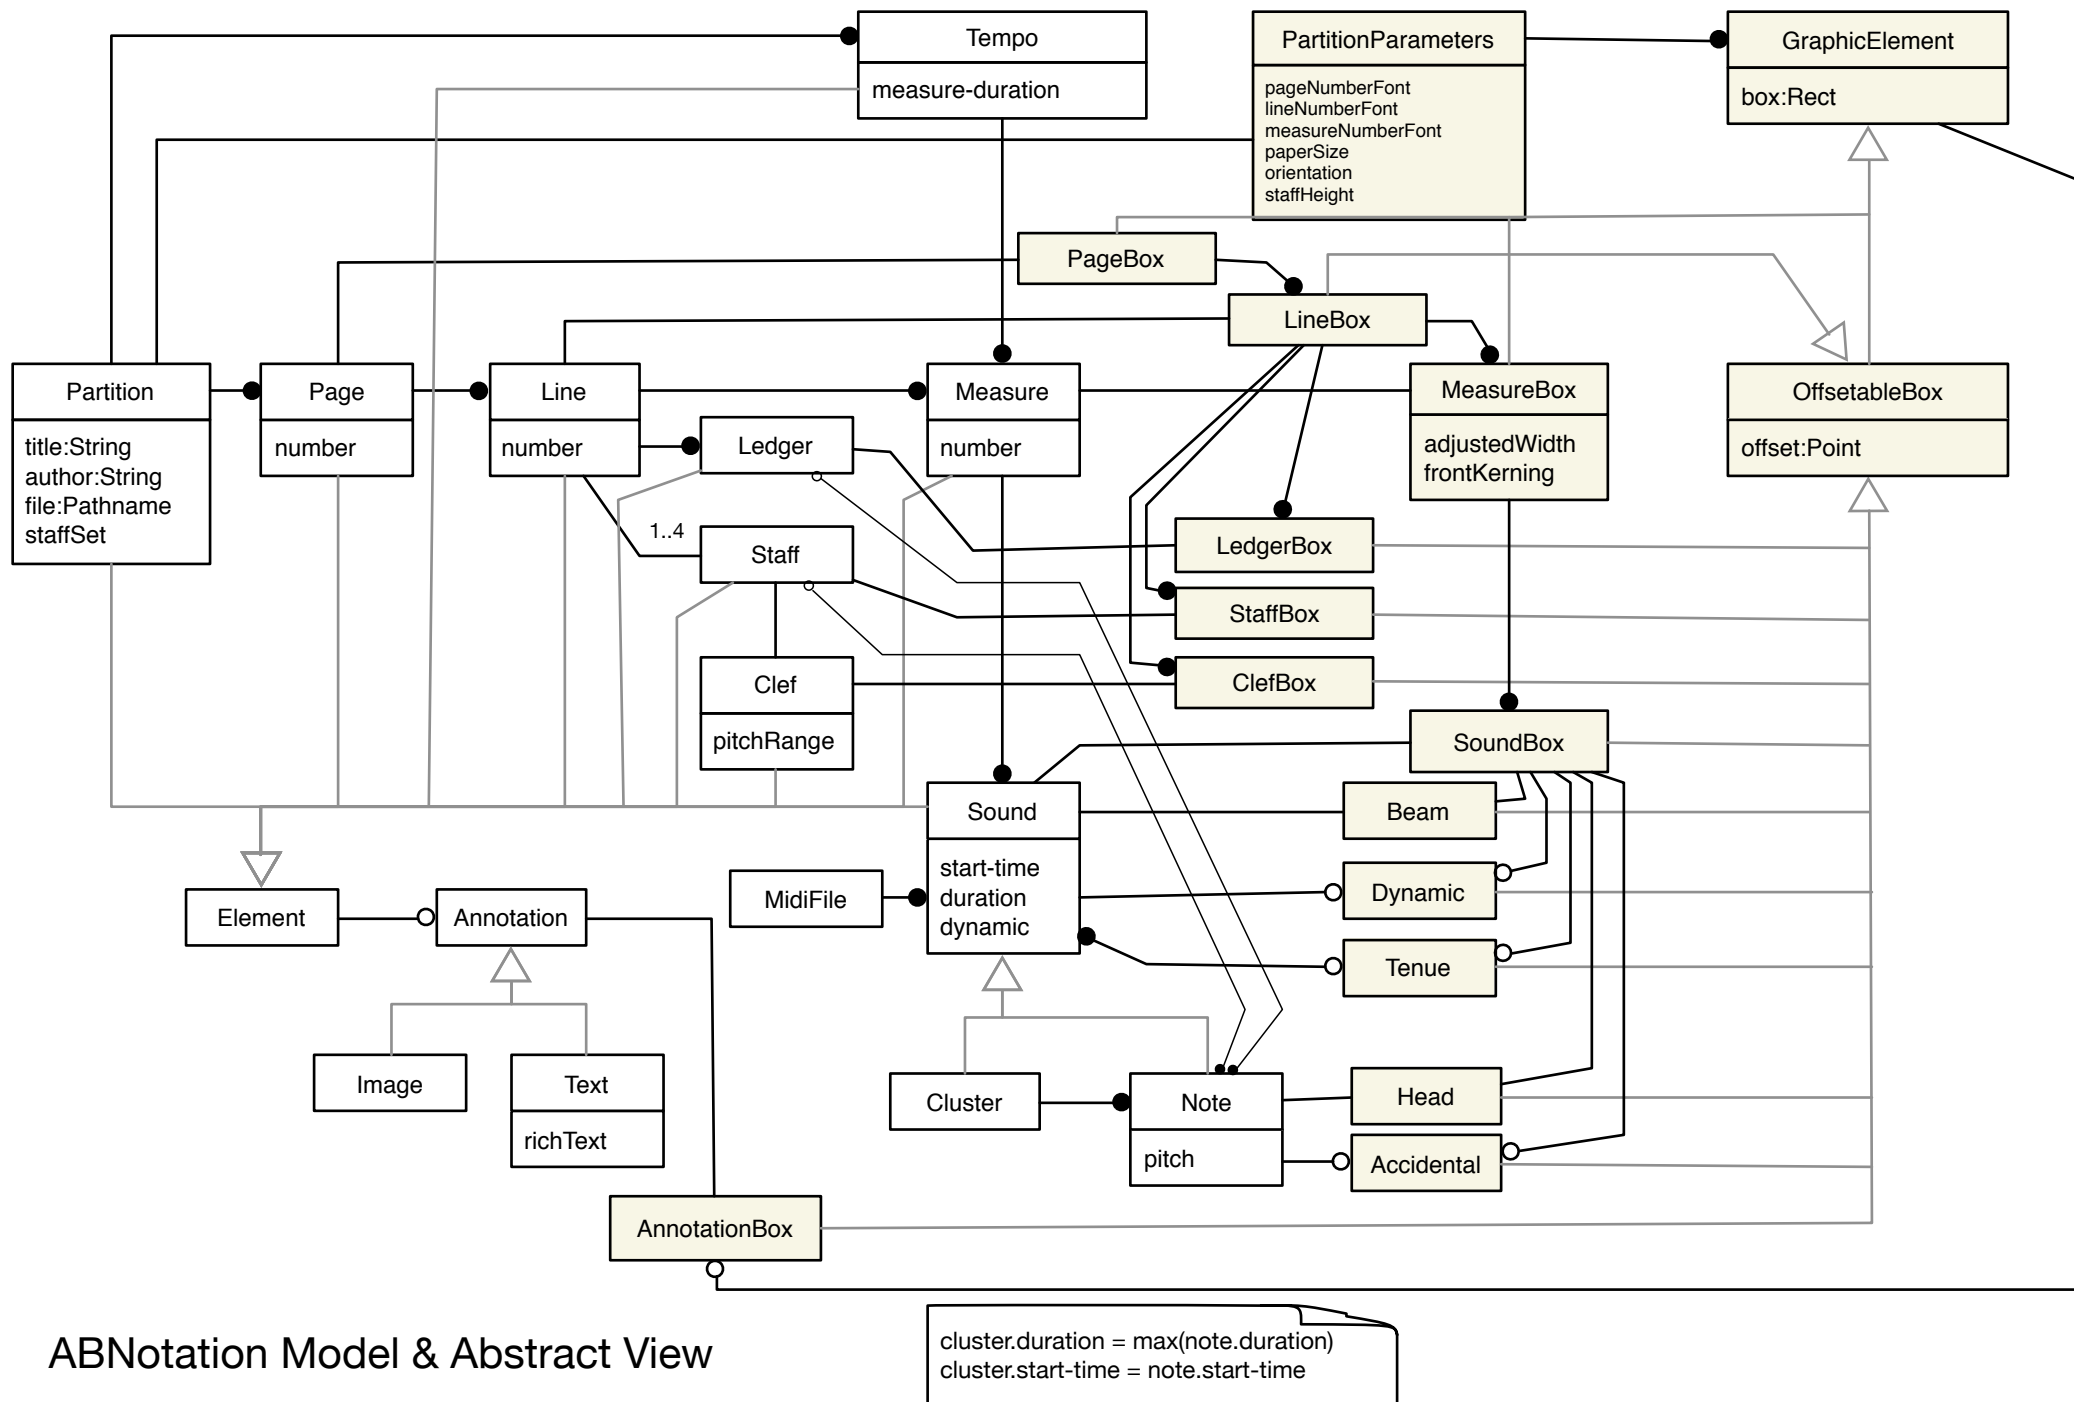 Tempo
measure-duration
PartitionParameters
pageNumberFont
lineNumberFont
measureNumberFont
paperSize
orientation
staffHeight
GraphicElement
box:Rect
PageBox
LineBox
Partition
title:String
author:String
file:Pathname
staffSet
Page
number
Line
number
Ledger
Measure
number
MeasureBox
adjustedWidth
frontKerning
OffsetableBox
offset:Point
1..4
Staff
LedgerBox
StaffBox
Clef
pitchRange
ClefBox
SoundBox
Sound
start-time
duration
dynamic
Beam
MidiFile
Dynamic
Element
Annotation
Tenue
Image
Text
richText
Cluster
Note
pitch
Head
Accidental
AnnotationBox
ABNotation Model & Abstract View
cluster.duration = max(note.duration)
cluster.start-time = note.start-time